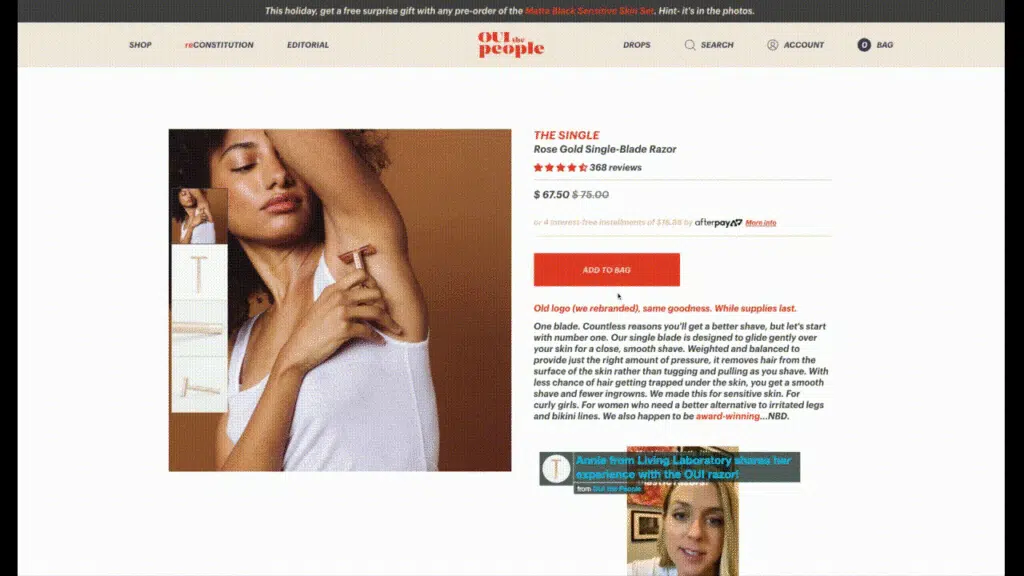 This holiday, get a free surprise gift with any pre-order of the Matte Black Sensitive Skin Set. Hint- it's in the photos.
SHOP
reCONSTITUTION
EDITORIAL
OUI the
people
DROPS
SEARCH
ACCOUNT
0 BAG
THE SINGLE
Rose Gold Single-Blade Razor
368 reviews
$ 67.50 $ 75.00
or 4 interest-free installments of $16.88 by afterpay More info
ADD TO BAG
Old logo (we rebranded), same goodness. While supplies last.
One blade. Countless reasons you'll get a better shave, but let's start
with number one. Our single blade is designed to glide gently over
your skin for a close, smooth shave. Weighted and balanced to
provide just the right amount of pressure, it removes hair from the
surface of the skin rather than tugging and pulling as you shave. With
less chance of hair getting trapped under the skin, you get a smooth
shave and fewer ingrowns. We made this for sensitive skin. For
curly girls. For women who need a better alternative to irritated legs
and bikini lines. We also happen to be award-winning...NBD.
Annie from Living Laboratory shares her
experience with the OUI razor!
from OUI the People